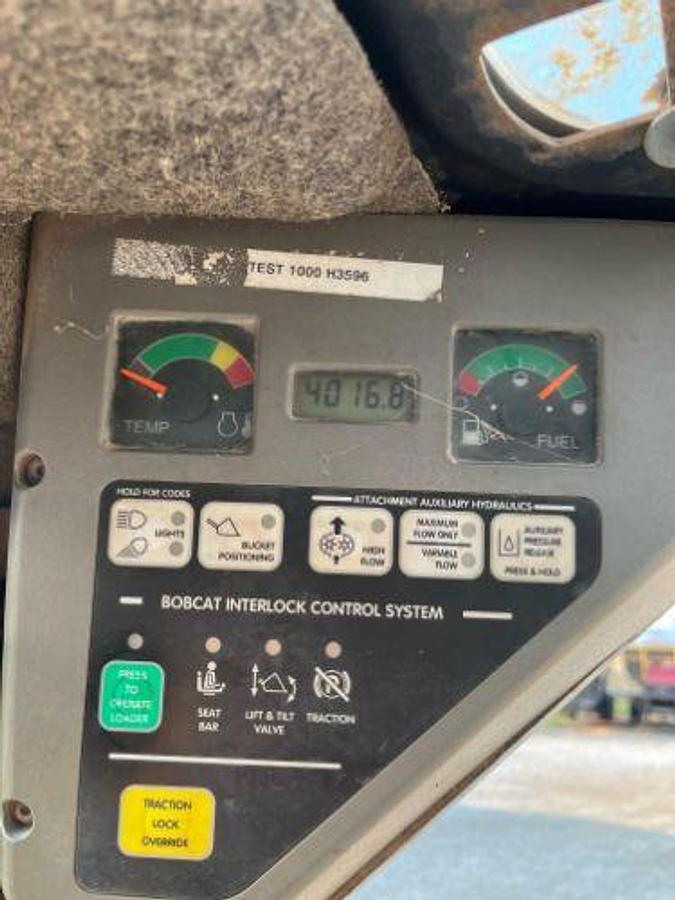 TEST 1000 H3596
TEMP
4016.8
FUEL
HOLD FOR CODES
ATTACHMENT AUXILIARY HYDRAULICS
LIGHTS
BUCKET
POSITIONING
HIGH
FLOW
MAXIMUM
FLOW ONLY
VARIABLE
FLOW
AUXILIARY
PRESSURE
RELEASE
PRESS & HOLD
BOBCAT INTERLOCK CONTROL SYSTEM
PRESS
TO
OPERATE
LOADER
SEAT
BAR
LIFT & TILT
VALVE
TRACTION
TRACTION
LOCK
OVERRIDE